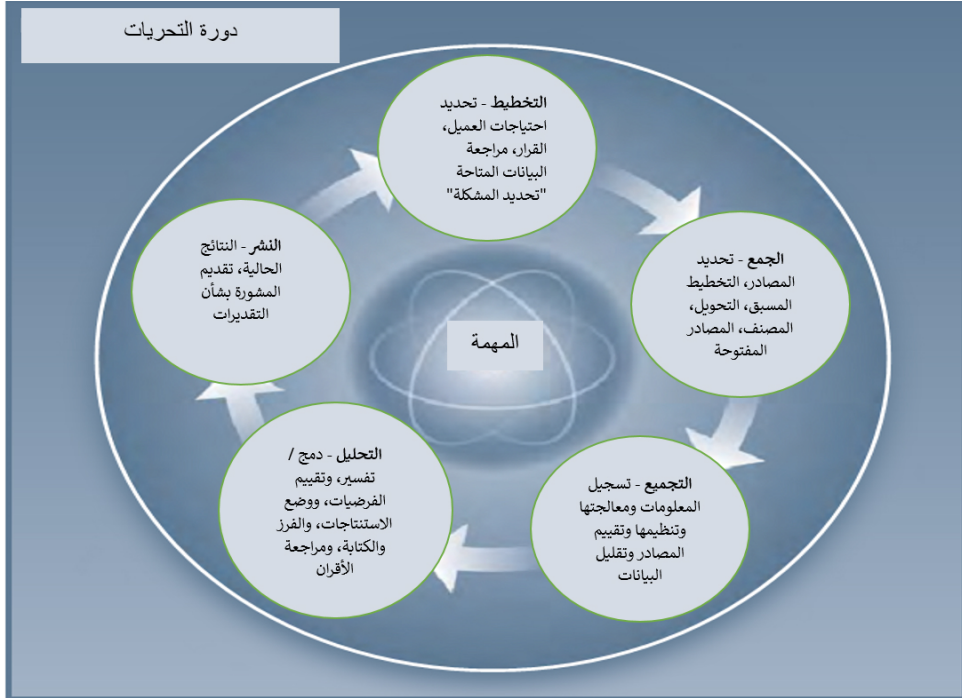 دورة التحريات
التخطيط - تحديد
احتياجات العميل،
القرار، مراجعة
البيانات المتاحة
"تحديد المشكلة"
الجمع - تحديد
المصادر، التخطيط
المسبق، التحويل،
المصنف، المصادر
المفتوحة
التجميع - تسجيل
المعلومات ومعالجتها
وتنظيمها وتقييم
المصادر وتقليل
البيانات
التحليل - دمج /
تفسير، وتقييم
الفرضيات، ووضع
الاستنتاجات، والفرز
والكتابة، ومراجعة
الأقران
النشر - النتائج
الحالية، تقديم
المشورة بشأن
التقديرات
المهمة